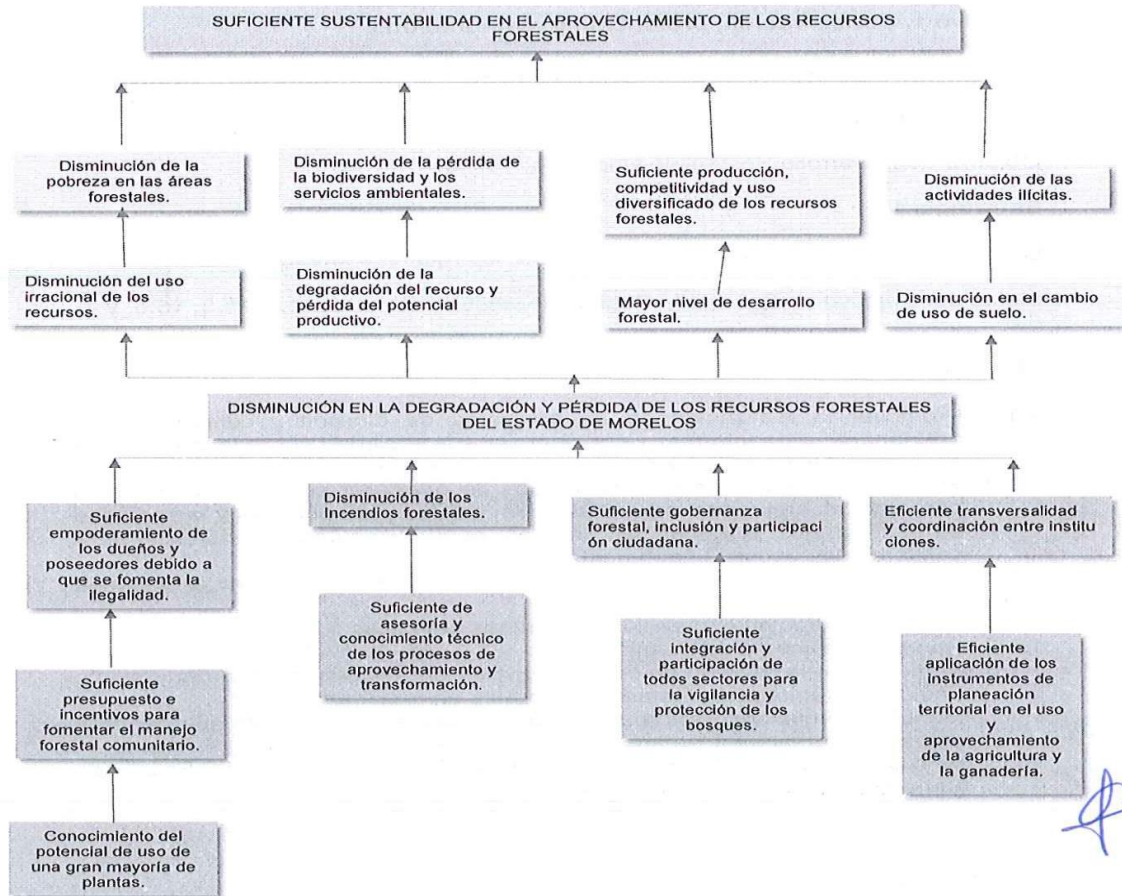 SUFICIENTE SUSTENTABILIDAD EN EL APROVECHAMIENTO DE LOS RECURSOS
FORESTALES
Disminución de la
pobreza en las áreas
forestales.
Disminución de la pérdida de
la biodiversidad y los
servicios ambientales.
Suficiente producción,
competitividad y uso
diversificado de los recursos
forestales.
Disminución de las
actividades ilícitas.
Disminución del uso
irracional de los
recursos.
Disminución de la
degradación del recurso y
pérdida del potencial
productivo.
Mayor nivel de desarrollo
forestal.
Disminución en el cambio
de uso de suelo.
DISMINUCIÓN EN LA DEGRADACIÓN Y PÉRDIDA DE LOS RECURSOS FORESTALES
DEL ESTADO DE MORELOS
Suficiente
empoderamiento de
los dueños y
poseedores debido a
que se fomenta la
ilegalidad.
Disminución de los
Incendios forestales.
Suficiente gobernanza
forestal, inclusión y participaci
ón ciudadana.
Eficiente transversalidad
y coordinación entre institu
ciones.
Suficiente
presupuesto e
incentivos para
fomentar el manejo
forestal comunitario.
Suficiente de
asesoría y
conocimiento técnico
de los procesos de
aprovechamiento y
transformación.
Suficiente
integración y
participación de
todos sectores para
la vigilancia y
protección de los
bosques.
Eficiente
aplicación de los
instrumentos de
planeación
territorial en el uso
y
aprovechamiento
de la agricultura y
la ganadería.
Conocimiento del
potencial de uso de
una gran mayoría de
plantas.